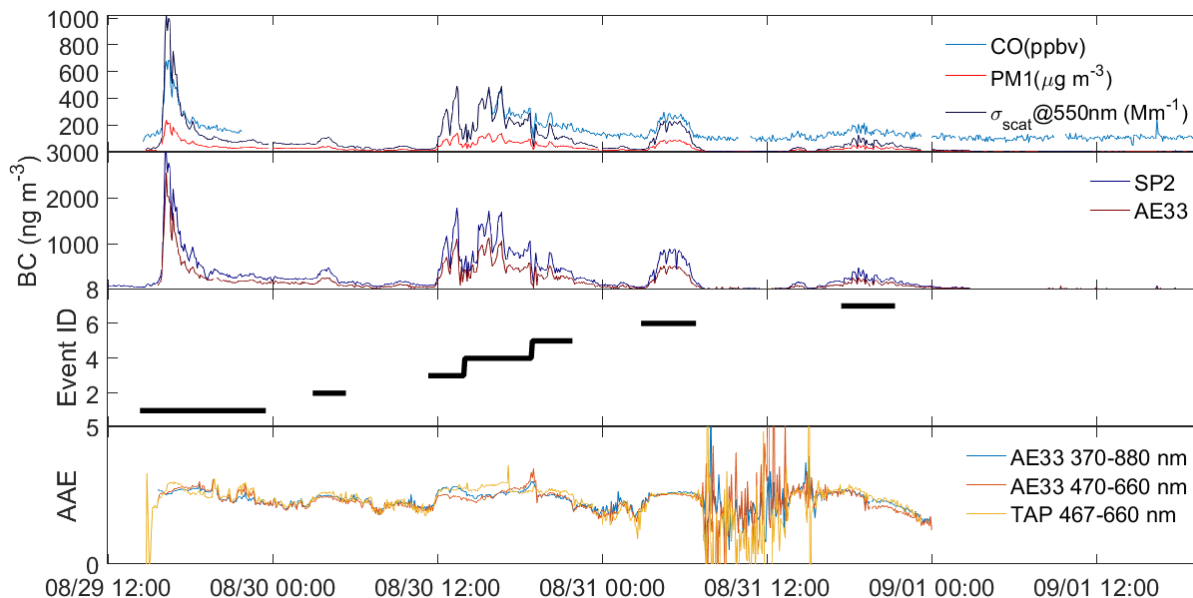 1000
800
600
400
200
CO(ppbv)
PM1(μg m⁻³)
σscat@550nm (Mm⁻¹)
3000
2000
1000
BC (ng m⁻³)
SP2
AE33
8
6
4
2
Event ID
5
0
AAE
AE33 370-880 nm
AE33 470-660 nm
TAP 467-660 nm
08/29 12:00 08/30 00:00 08/30 12:00 08/31 00:00 08/31 12:00 09/01 00:00 09/01 12:00